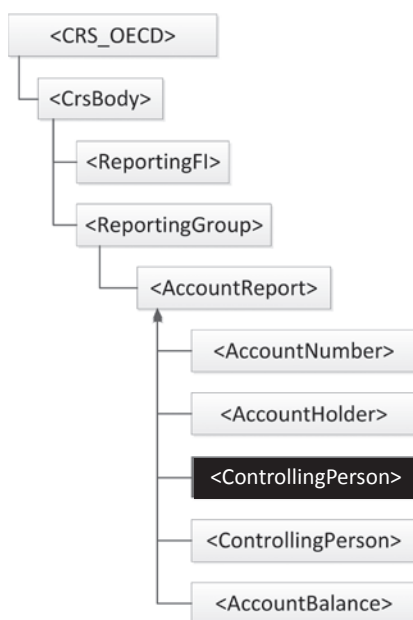 <CRS_OECD>
<CrsBody>
<ReportingFI>
<ReportingGroup>
<AccountReport>
<AccountNumber>
<AccountHolder>
<ControllingPerson>
<ControllingPerson>
<AccountBalance>